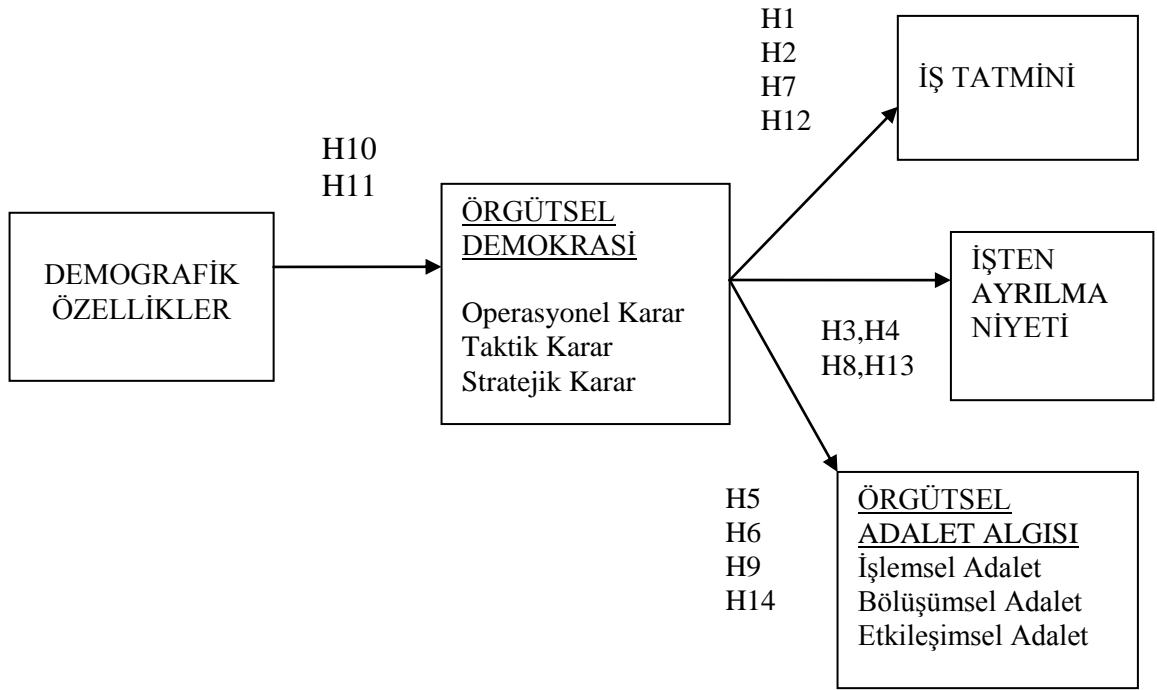 H1
H2
H7
H12
İŞ TATMİNİ
H10
H11
DEMOGRAFİK
ÖZELLİKLER
ÖRGÜTSEL
DEMOKRASİ
Operasyonel Karar
Taktik Karar
Stratejik Karar
İŞTEN
AYRILMA
NİYETİ
H3,H4
H8,H13
H5
H6
H9
H14
ÖRGÜTSEL
ADALET ALGISI
İşlemsel Adalet
Bölüşümsel Adalet
Etkileşimsel Adalet